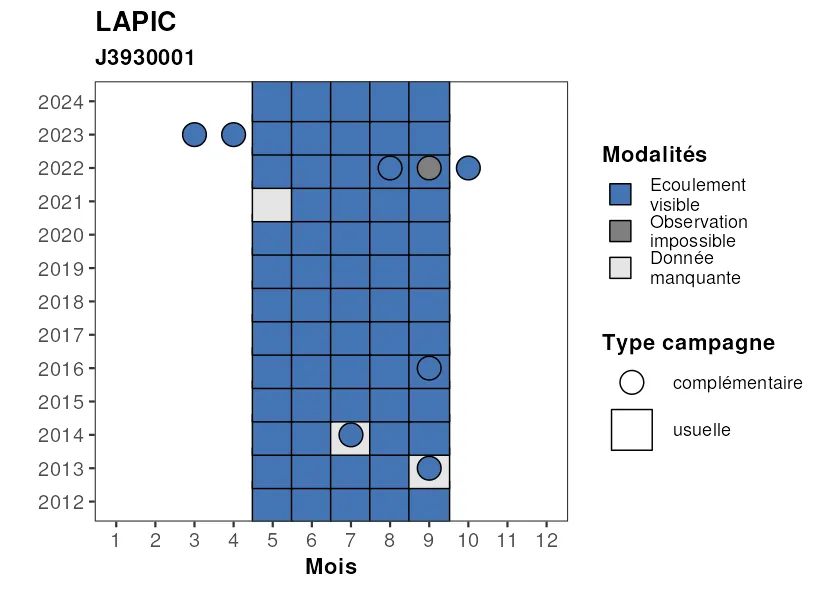 LAPIC
J3930001
2024
2023
2022
2021
2020
2019
2018
2017
2016
2015
2014
2013
2012
1 2 3 4 5 6 7 8 9 10 11 12
Mois
Modalités
Ecoulement
visible
Observation
impossible
Donnée
manquante
Type campagne
complémentaire
usuelle